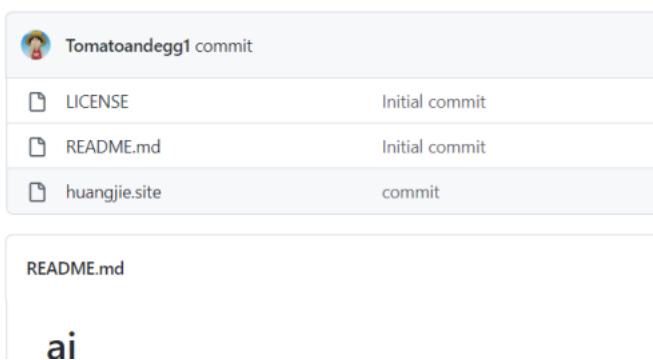 Tomatoandegg1 commit
LICENSE Initial commit
README.md Initial commit
huangjie.site commit
README.md
ai